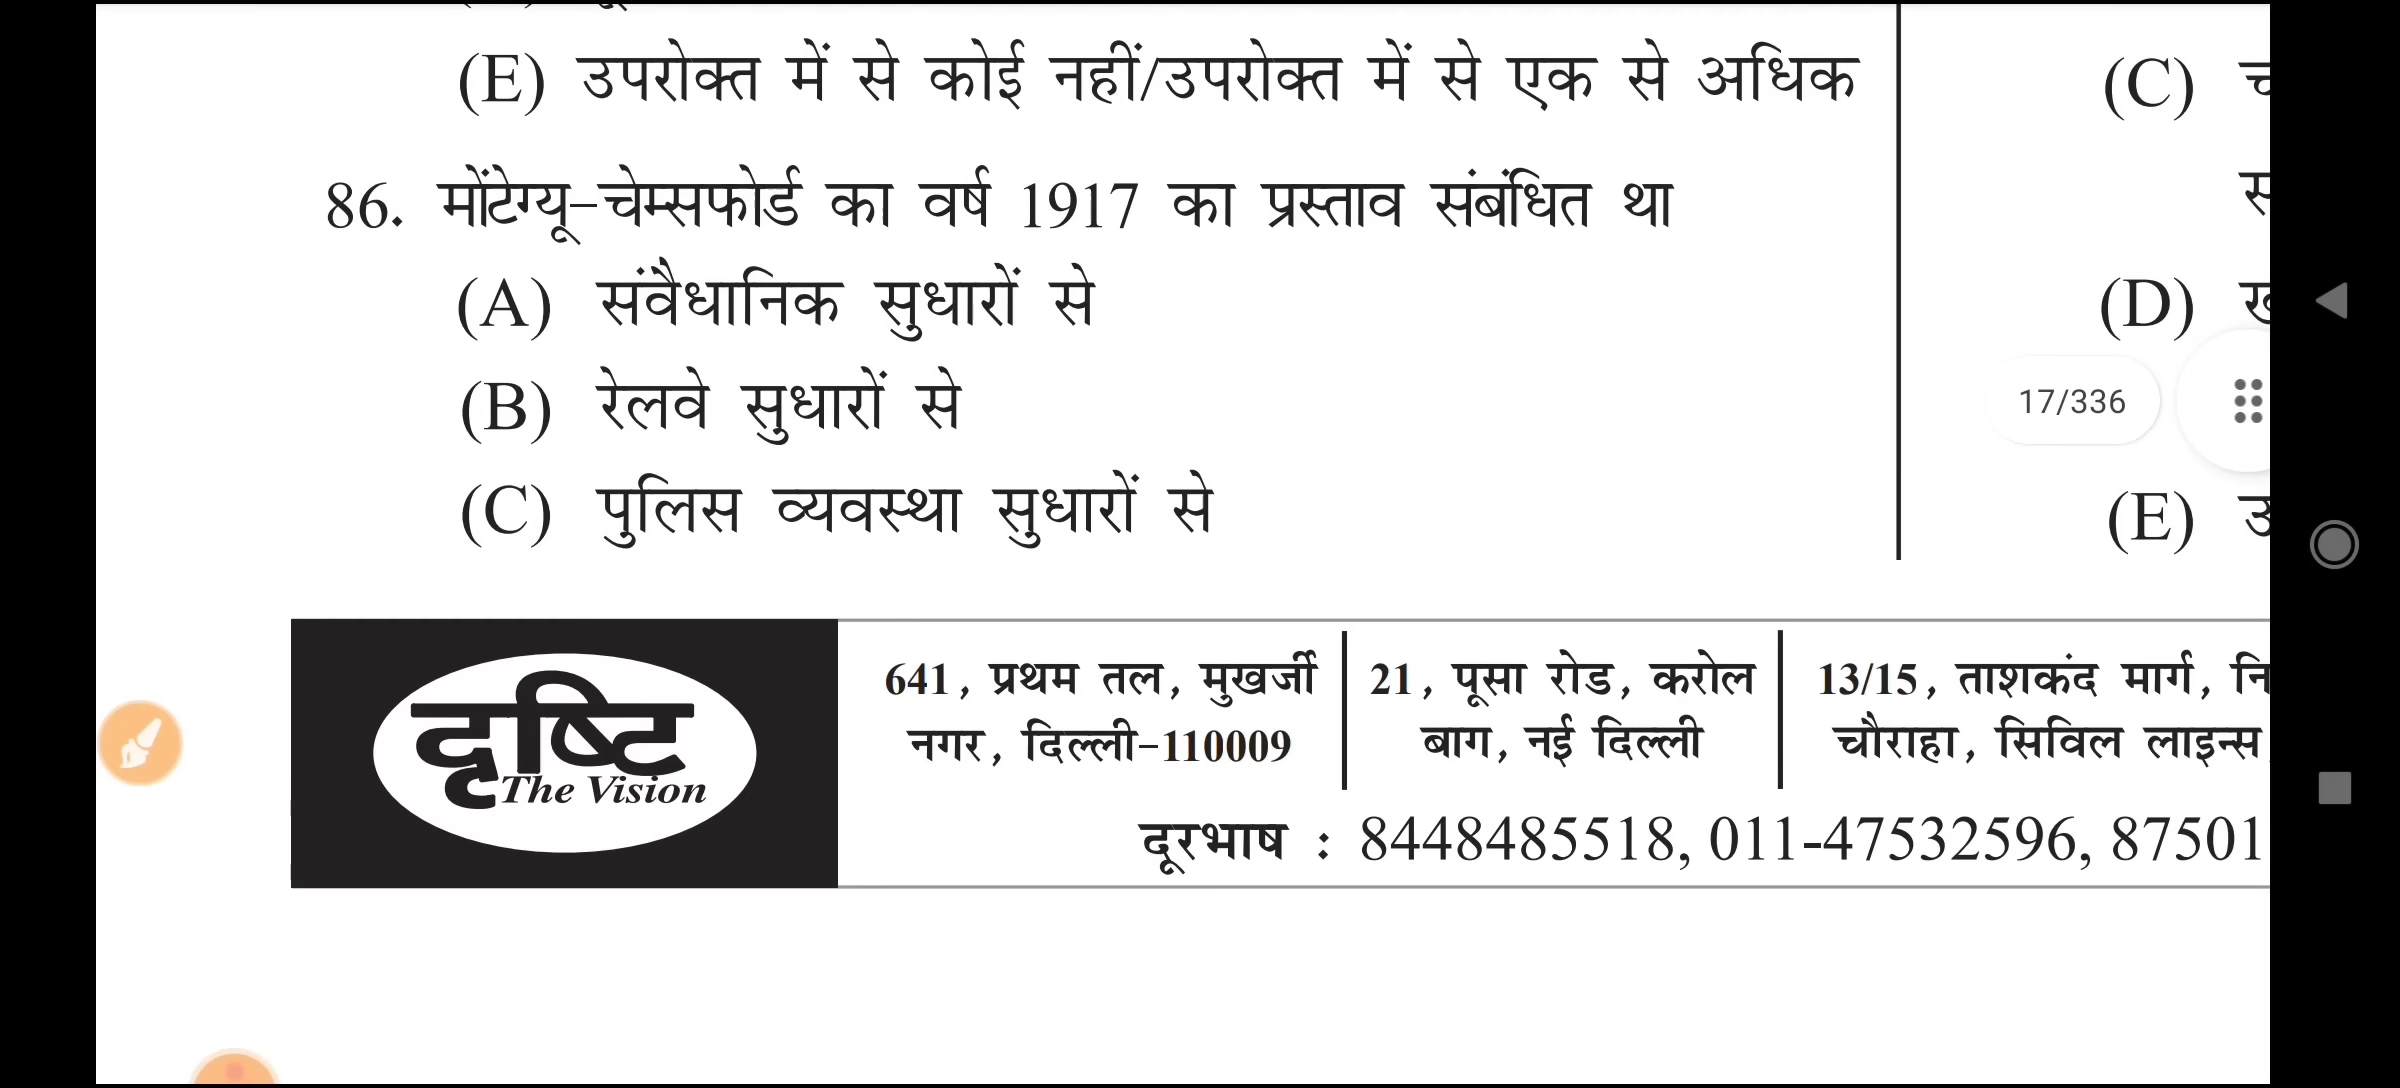 (E) उपरोक्त में से कोई नहीं/उपरोक्त में से एक से अधिक
86. मोंटेग्यू-चेम्सफोर्ड का वर्ष 1917 का प्रस्ताव संबंधित था
(A) संवैधानिक सुधारों से
(B) रेलवे सुधारों से
(C) पुलिस व्यवस्था सुधारों से
(C)
(D)
17/336
(E)
दृष्टि
The Vision
641, प्रथम तल, मुखर्जी
नगर, दिल्ली-110009
21, पूसा रोड, करोल
बाग, नई दिल्ली
13/15, ताशकंद मार्ग,
चौराहा, सिविल लाइन्स
दूरभाष : 8448485518, 011-47532596, 87501